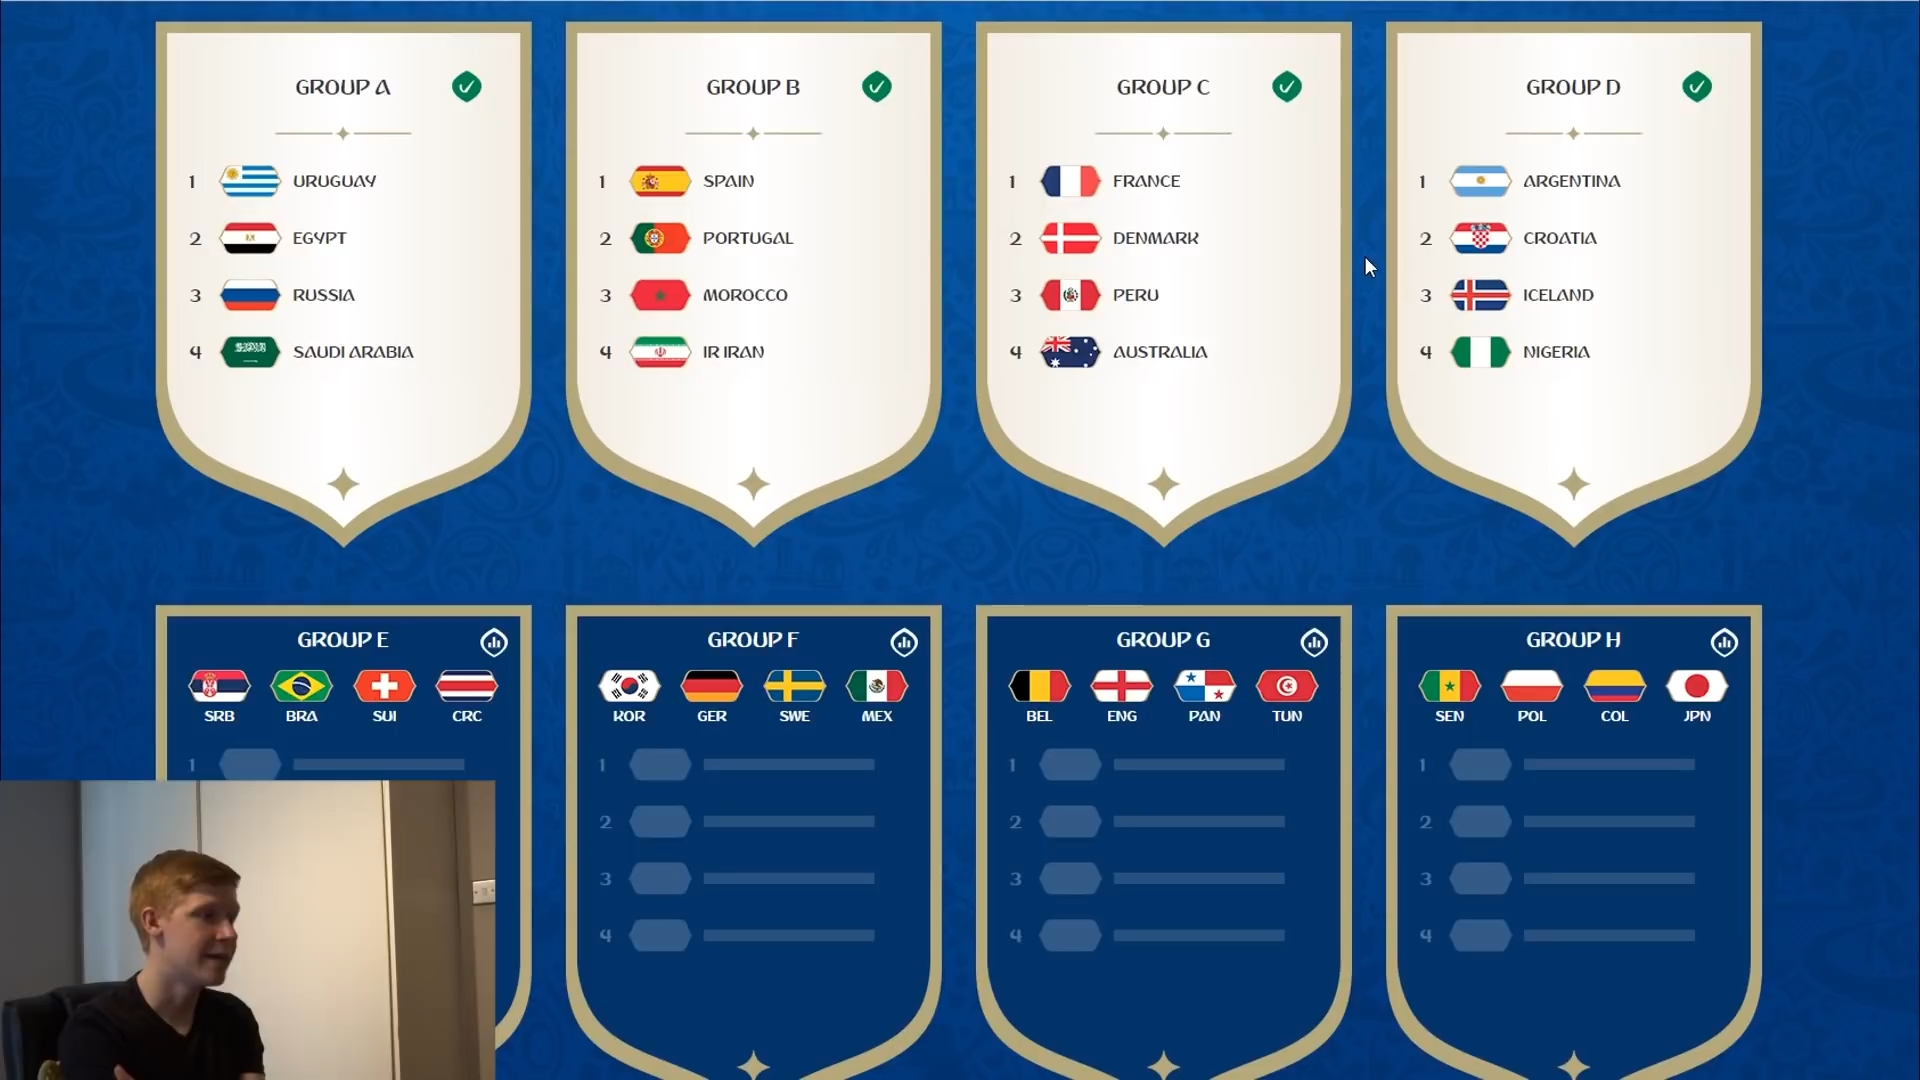 GROUP A
1 URUGUAY
2 EGYPT
3 RUSSIA
4 SAUDI ARABIA
GROUP B
1 SPAIN
2 PORTUGAL
3 MOROCCO
4 IR IRAN
GROUP C
1 FRANCE
2 DENMARK
3 PERU
4 AUSTRALIA
GROUP D
1 ARGENTINA
2 CROATIA
3 ICELAND
4 NIGERIA
GROUP E
SRB BRA SUI CRC
1
GROUP F
KOR GER SWE MEX
1
2
3
4
GROUP G
BEL ENG PAN TUN
1
2
3
4
GROUP H
SEN POL COL JPN
1
2
3
4